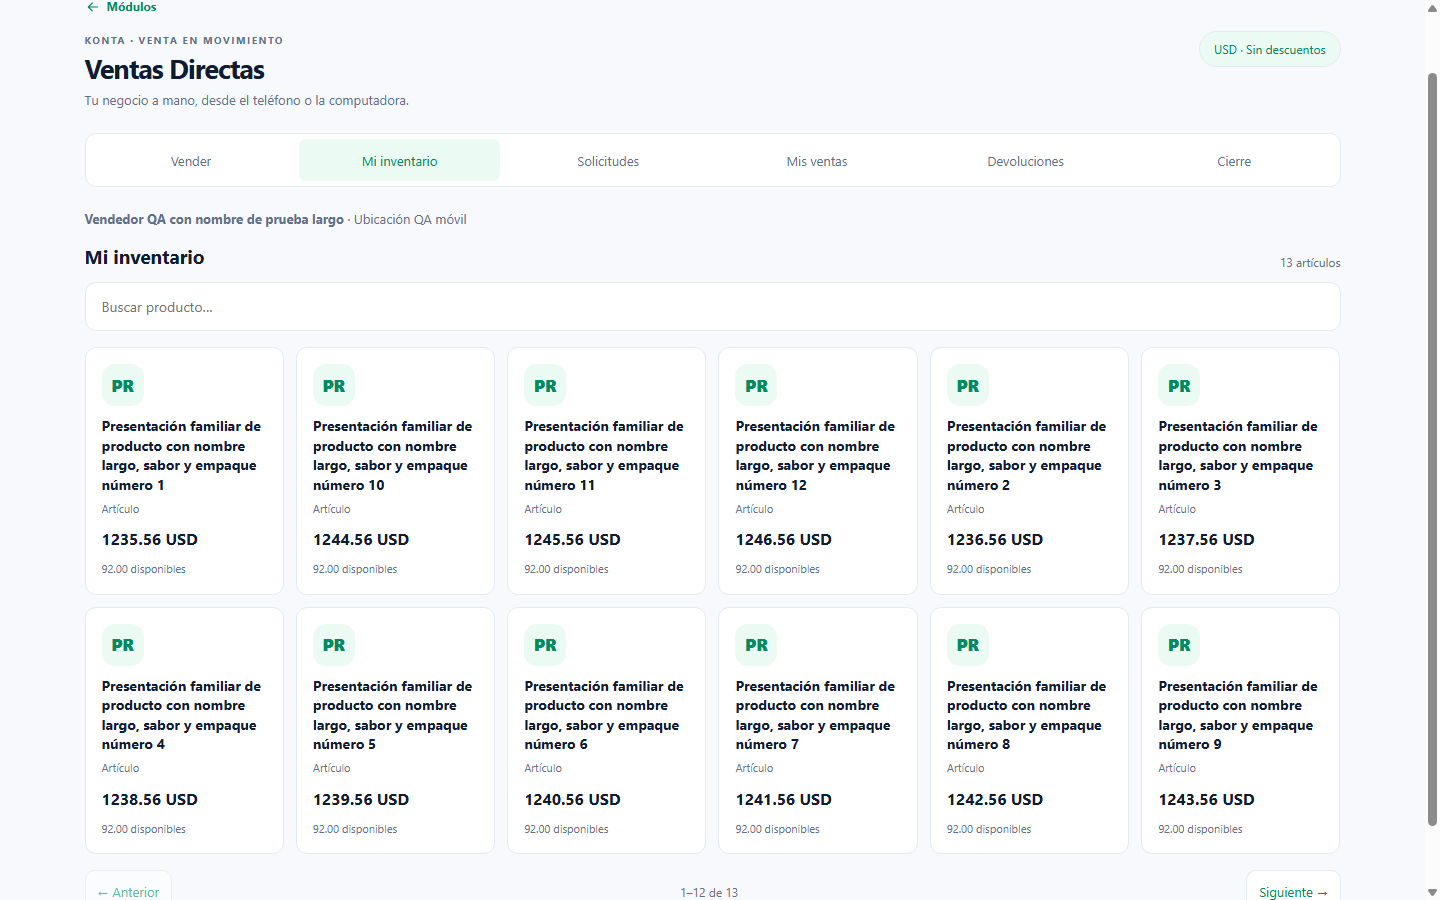 ← Módulos
KONTA · VENTA EN MOVIMIENTO
Ventas Directas
Tu negocio a mano, desde el teléfono o la computadora.
USD · Sin descuentos
Vender
Mi inventario
Solicitudes
Mis ventas
Devoluciones
Cierre
Vendedor QA con nombre de prueba largo · Ubicación QA móvil
Mi inventario
13 artículos
Buscar producto...
PR
Presentación familiar de
producto con nombre
largo, sabor y empaque
número 1
Artículo
1235.56 USD
92.00 disponibles
PR
Presentación familiar de
producto con nombre
largo, sabor y empaque
número 10
Artículo
1244.56 USD
92.00 disponibles
PR
Presentación familiar de
producto con nombre
largo, sabor y empaque
número 11
Artículo
1245.56 USD
92.00 disponibles
PR
Presentación familiar de
producto con nombre
largo, sabor y empaque
número 12
Artículo
1246.56 USD
92.00 disponibles
PR
Presentación familiar de
producto con nombre
largo, sabor y empaque
número 2
Artículo
1236.56 USD
92.00 disponibles
PR
Presentación familiar de
producto con nombre
largo, sabor y empaque
número 3
Artículo
1237.56 USD
92.00 disponibles
PR
Presentación familiar de
producto con nombre
largo, sabor y empaque
número 4
Artículo
1238.56 USD
92.00 disponibles
PR
Presentación familiar de
producto con nombre
largo, sabor y empaque
número 5
Artículo
1239.56 USD
92.00 disponibles
PR
Presentación familiar de
producto con nombre
largo, sabor y empaque
número 6
Artículo
1240.56 USD
92.00 disponibles
PR
Presentación familiar de
producto con nombre
largo, sabor y empaque
número 7
Artículo
1241.56 USD
92.00 disponibles
PR
Presentación familiar de
producto con nombre
largo, sabor y empaque
número 8
Artículo
1242.56 USD
92.00 disponibles
PR
Presentación familiar de
producto con nombre
largo, sabor y empaque
número 9
Artículo
1243.56 USD
92.00 disponibles
← Anterior
1–12 de 13
Siguiente →